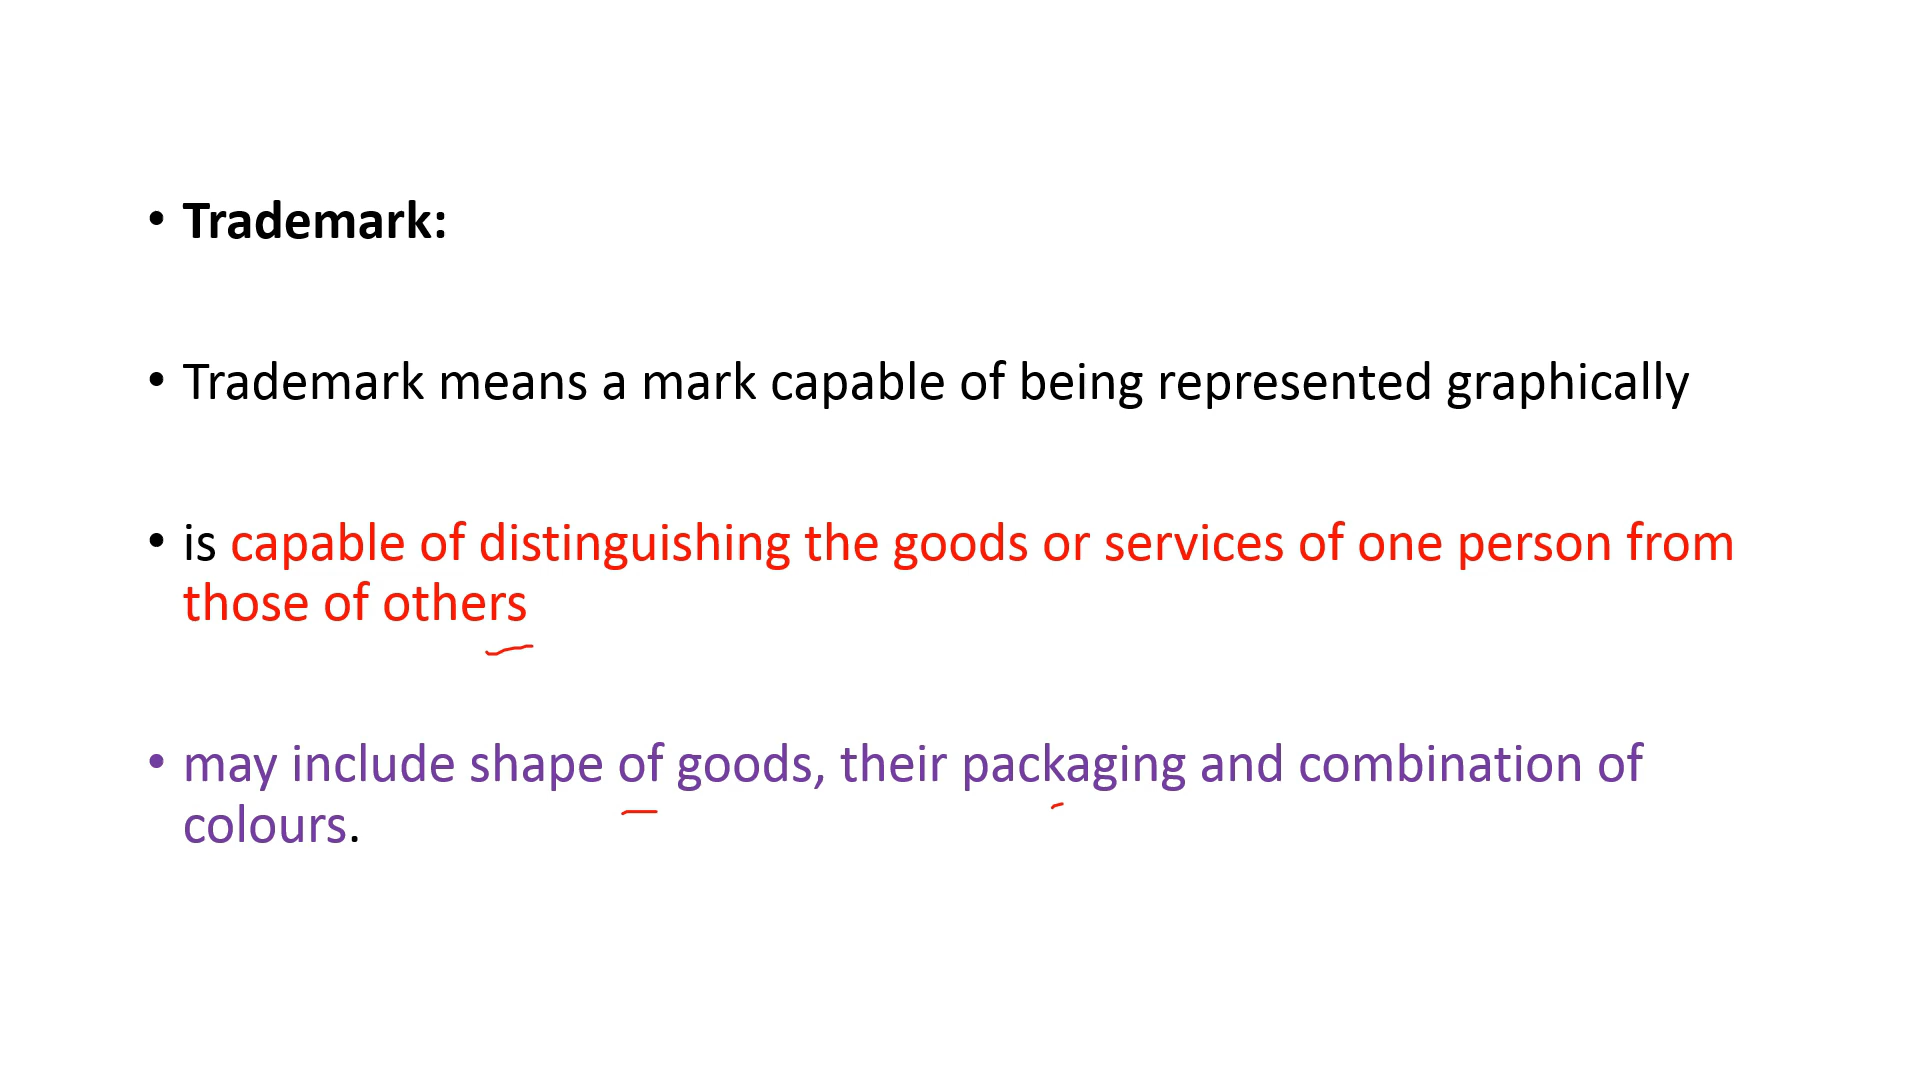 • Trademark:
• Trademark means a mark capable of being represented graphically
• is capable of distinguishing the goods or services of one person from
those of others
• may include shape of goods, their packaging and combination of
colours.